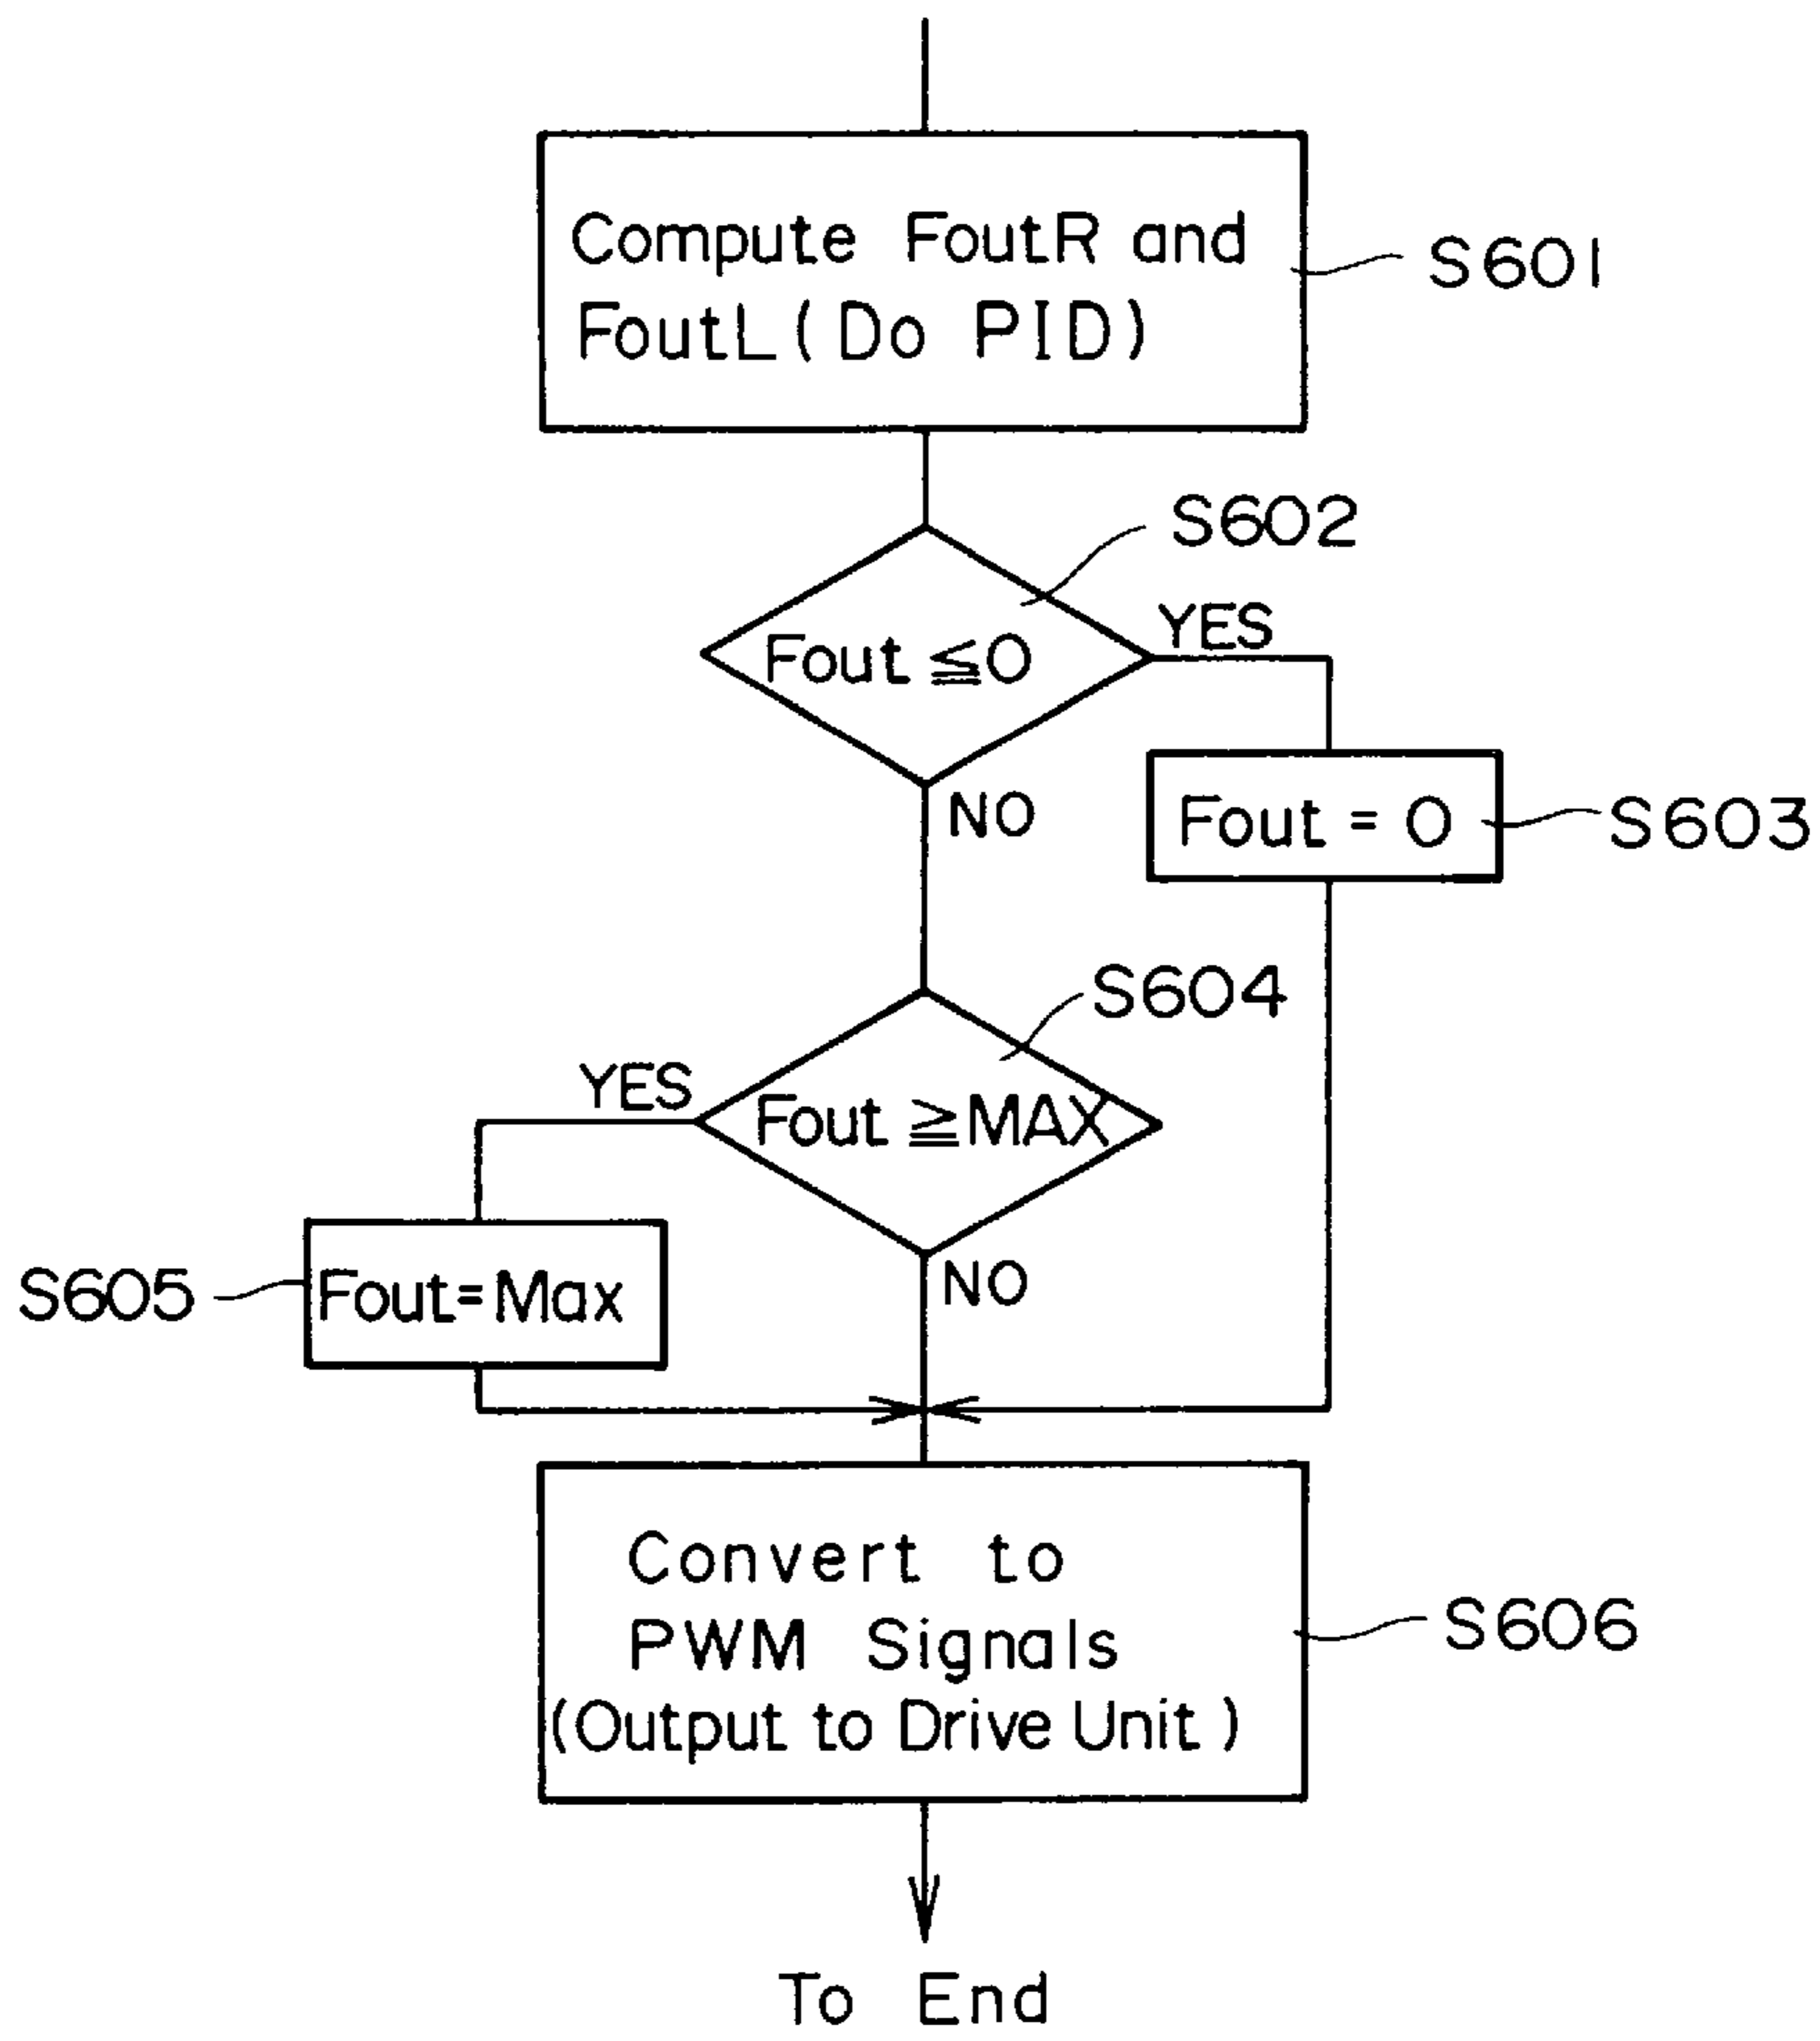 Compute FoutR and
FoutL (Do PID)
S601
S602
Fout ≦ 0
YES
NO
Fout = 0
S603
S604
YES
Fout ≧ MAX
NO
S605
Fout=Max
Convert to
PWM Signals
(Output to Drive Unit)
S606
To End